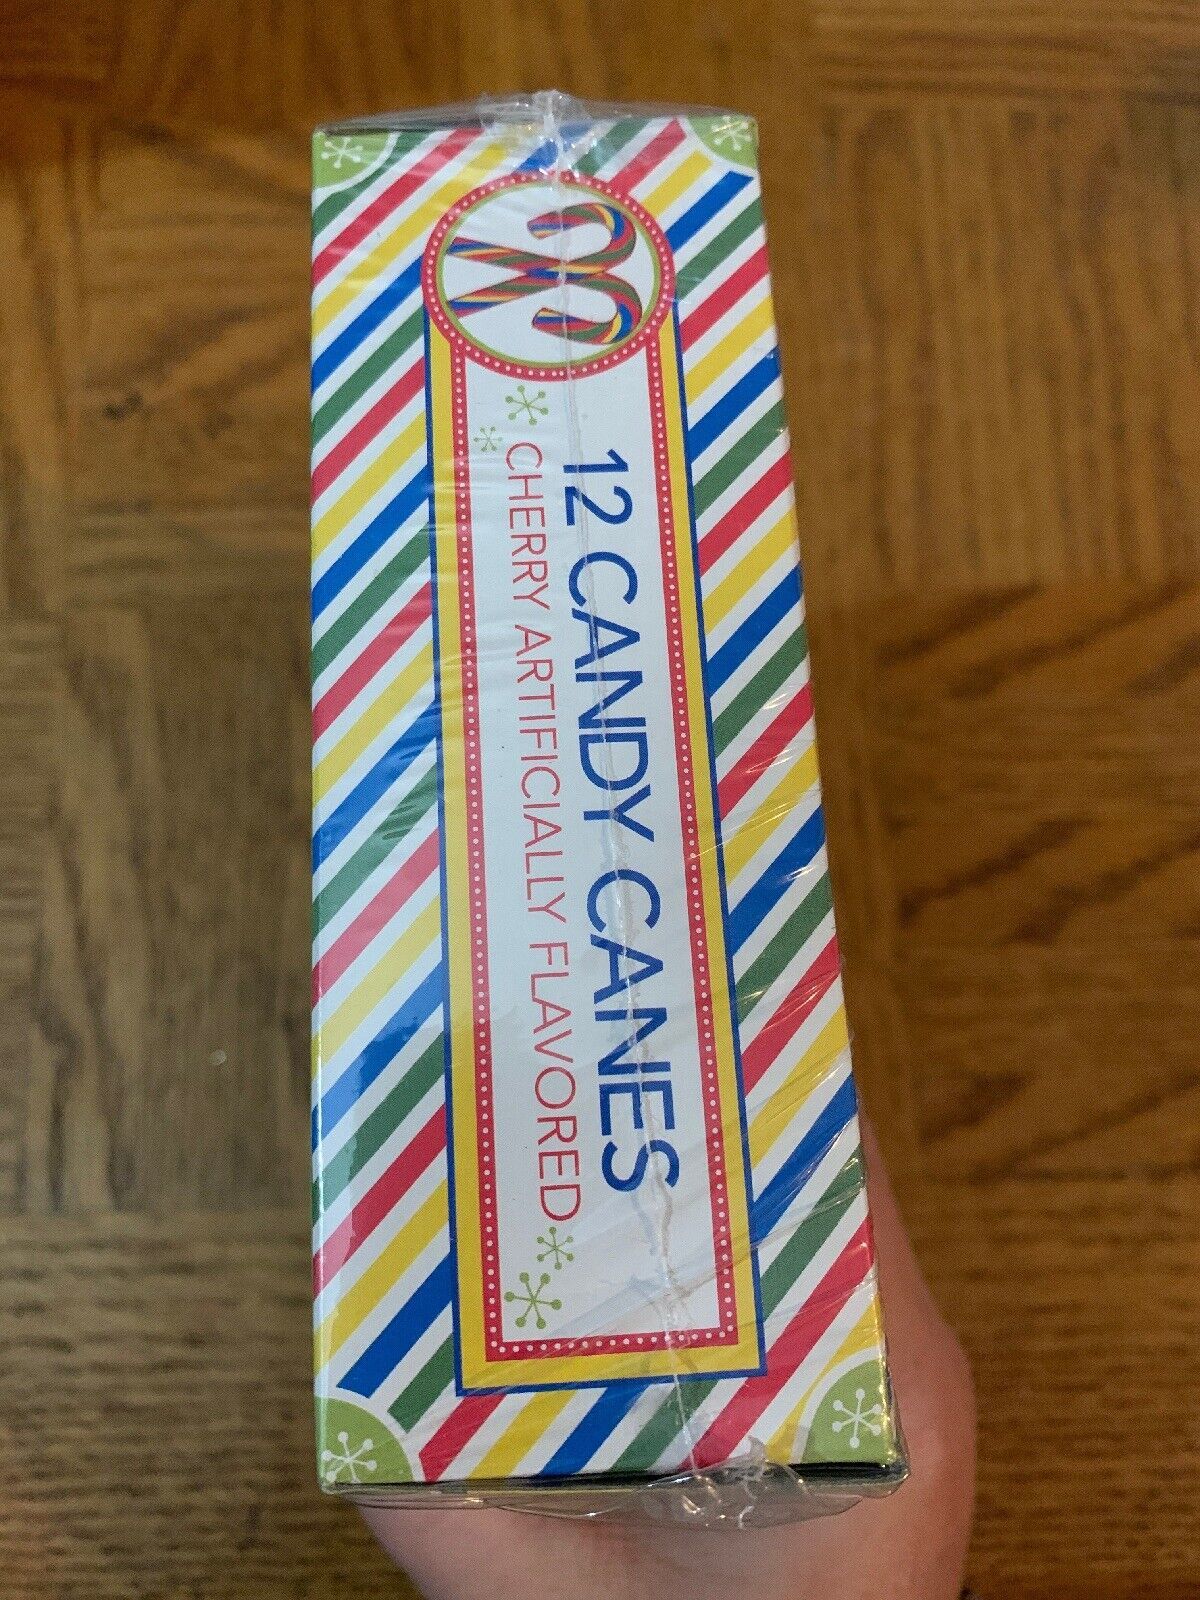 12 CANDY CANES
CHERRY ARTIFICIALLY FLAVORED